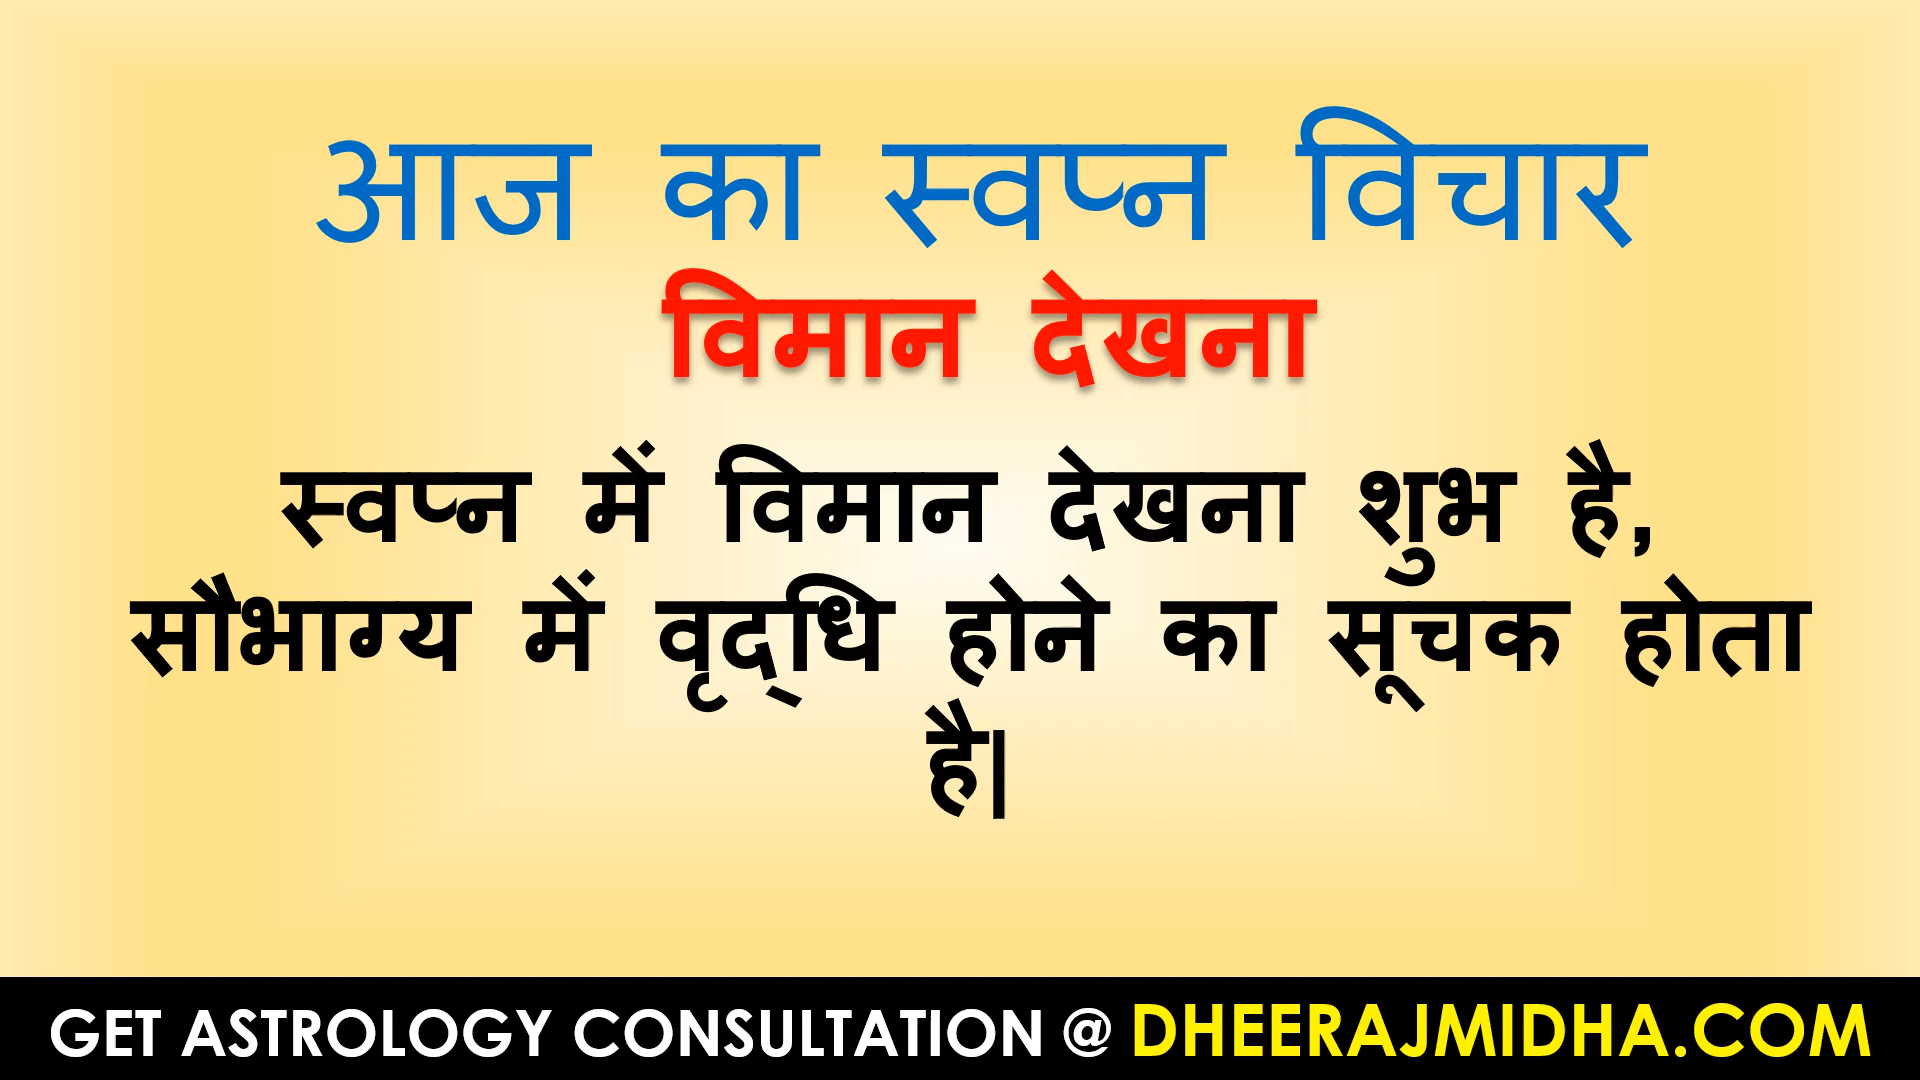 आज का स्वप्न विचार
विमान देखना
स्वप्न में विमान देखना शुभ है,
सौभाग्य में वृद्धि होने का सूचक होता
है|
GET ASTROLOGY CONSULTATION @ DHEERAJMIDHA.COM